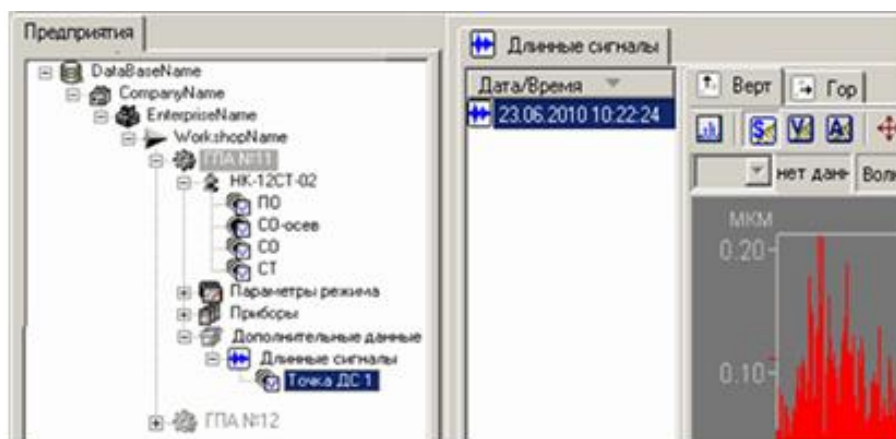 Предприятия
DataBaseName
CompanyName
EnterpriseName
WorkshopName
ГПА №11
НК-12СТ-02
ПО
СО-осев
СО
СТ
Параметры режима
Приборы
Дополнительные данные
Длинные сигналы
Точка ДС 1
ГПА №12
Длинные сигналы
Дата/Время
23.06.2010 10:22:24
Верт Гор
S V A
нет данн Волн
МКМ
0.20
0.10